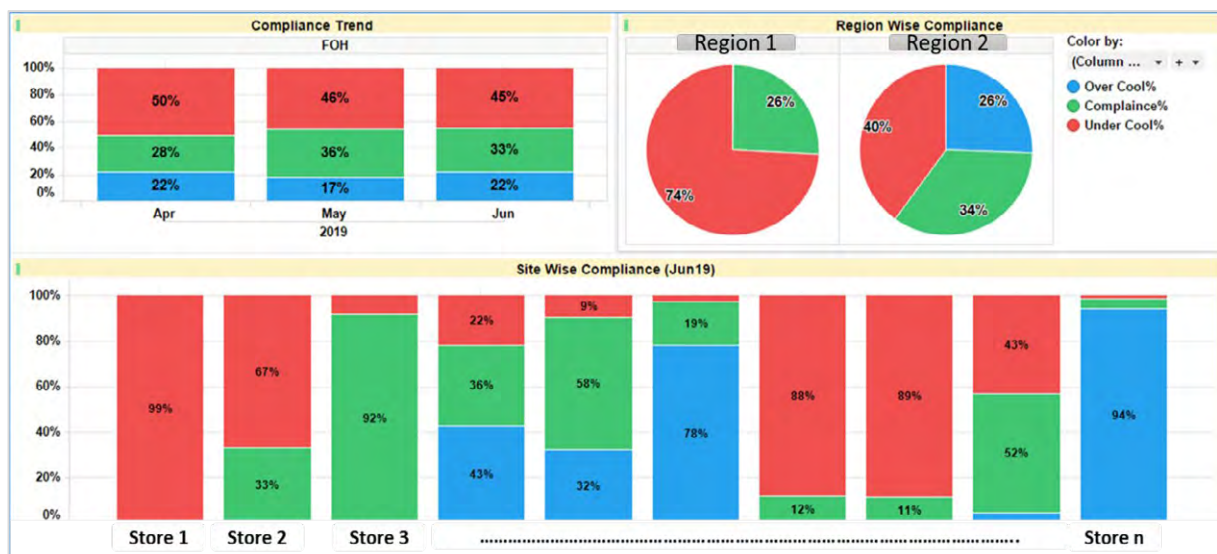 Compliance Trend
FOH
100%
80%
60%
40%
20%
0%
50%
46%
45%
28%
36%
33%
22%
17%
22%
Apr
May
Jun
2019
Region Wise Compliance
Region 1
Region 2
26%
74%
26%
40%
34%
Color by:
(Column ...
+
Over Cool%
Complaince%
Under Cool%
Site Wise Compliance (Jun19)
100%
80%
60%
40%
20%
0%
99%
67%
33%
92%
22%
36%
43%
9%
58%
32%
19%
78%
88%
12%
89%
11%
43%
52%
94%
Store 1
Store 2
Store 3
Store n